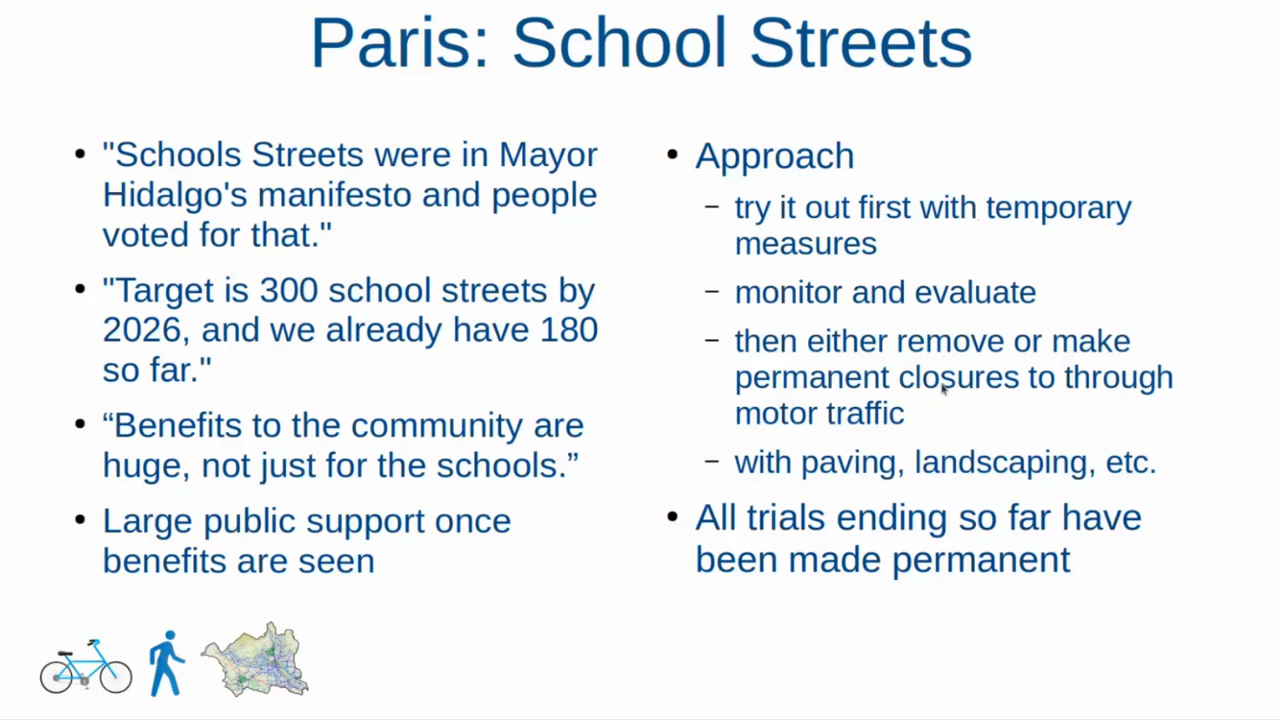 Paris: School Streets
"Schools Streets were in Mayor
Hidalgo's manifesto and people
voted for that."
"Target is 300 school streets by
2026, and we already have 180
so far."
“Benefits to the community are
huge, not just for the schools.”
Large public support once
benefits are seen
Approach
– try it out first with temporary
measures
– monitor and evaluate
– then either remove or make
permanent closures to through
motor traffic
– with paving, landscaping, etc.
All trials ending so far have
been made permanent